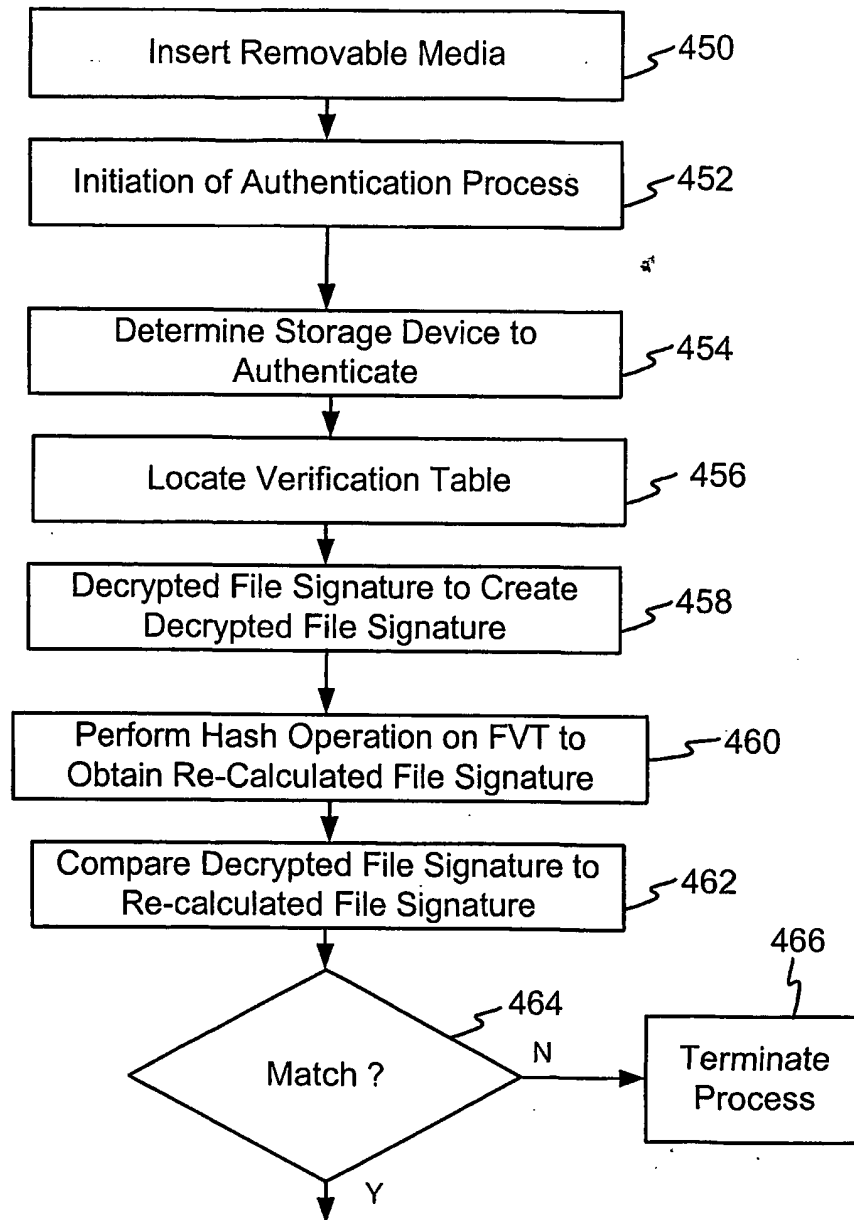 Insert Removable Media
450
Initiation of Authentication Process
452
Determine Storage Device to
Authenticate
454
Locate Verification Table
456
Decrypted File Signature to Create
Decrypted File Signature
458
Perform Hash Operation on FVT to
Obtain Re-Calculated File Signature
460
Compare Decrypted File Signature to
Re-calculated File Signature
462
466
464
Match ?
N
Terminate
Process
Y